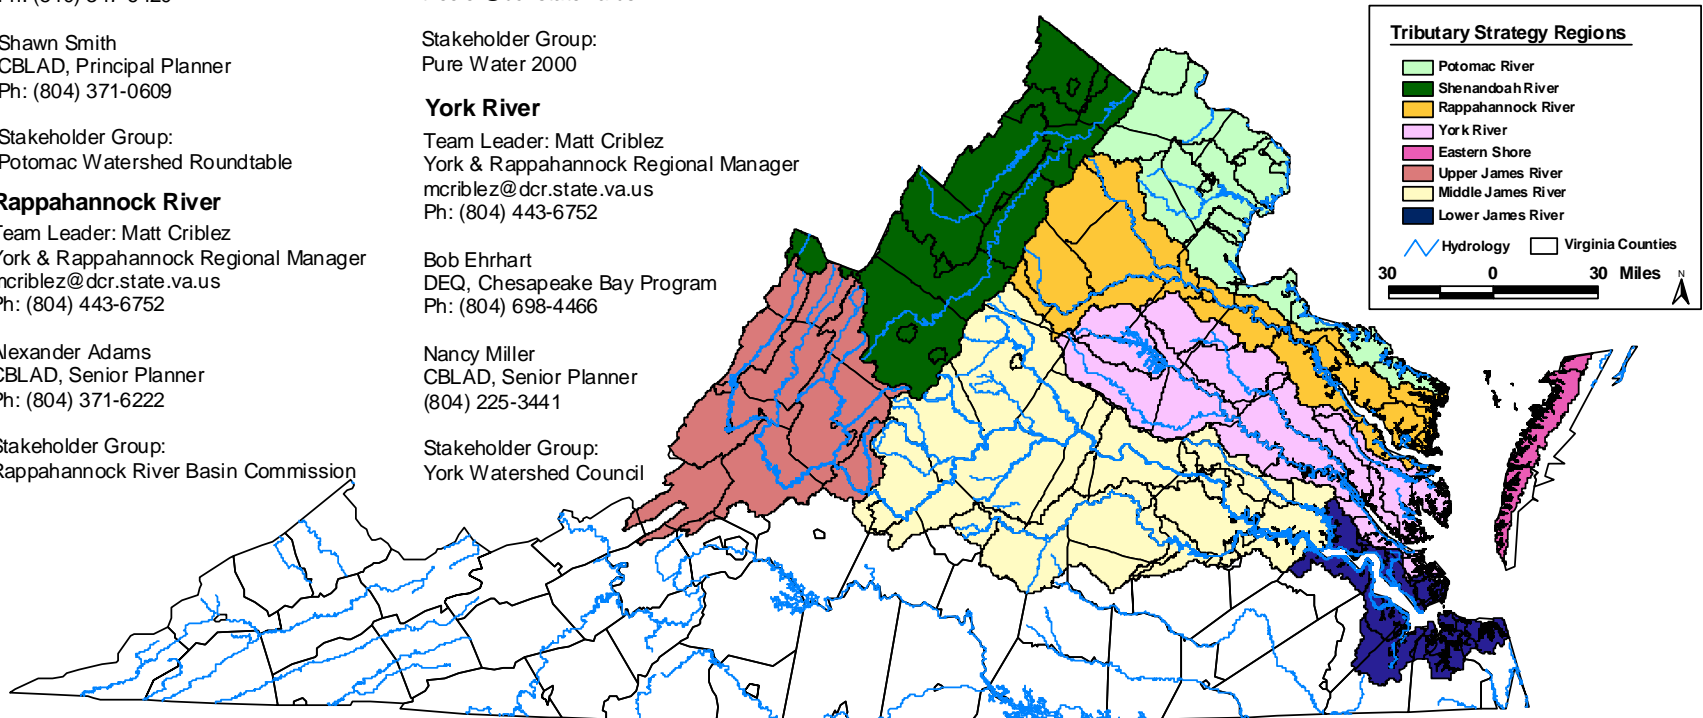 Shawn Smith
CBLAD, Principal Planner
Ph: (804) 371-0609
Stakeholder Group:
Potomac Watershed Roundtable
Rappahannock River
Team Leader: Matt Criblez
York & Rappahannock Regional Manager
mcriblez@dcr.state.va.us
Ph: (804) 443-6752
Alexander Adams
CBLAD, Senior Planner
Ph: (804) 371-6222
Stakeholder Group:
Rappahannock River Basin Commission
Stakeholder Group:
Pure Water 2000
York River
Team Leader: Matt Criblez
York & Rappahannock Regional Manager
mcriblez@dcr.state.va.us
Ph: (804) 443-6752
Bob Ehrhart
DEQ, Chesapeake Bay Program
Ph: (804) 698-4466
Nancy Miller
CBLAD, Senior Planner
(804) 225-3441
Stakeholder Group:
York Watershed Council
Tributary Strategy Regions
Potomac River
Shenandoah River
Rappahannock River
York River
Eastern Shore
Upper James River
Middle James River
Lower James River
Hydrology
Virginia Counties
30 0 30 Miles
N